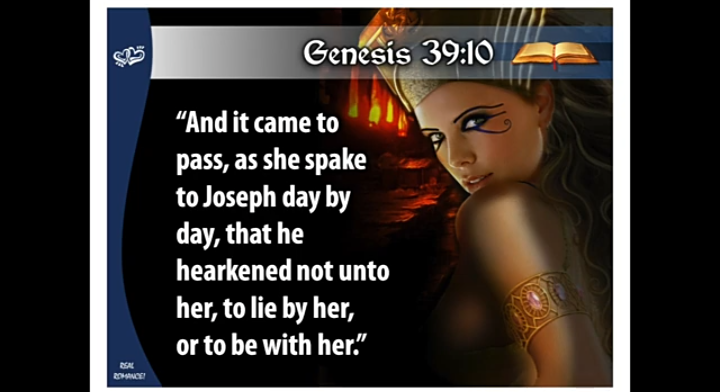 Genesis 39:10
“And it came to
pass, as she spake
to Joseph day by
day, that he
hearkened not unto
her, to lie by her,
or to be with her.”
REAL
ROMANCE!